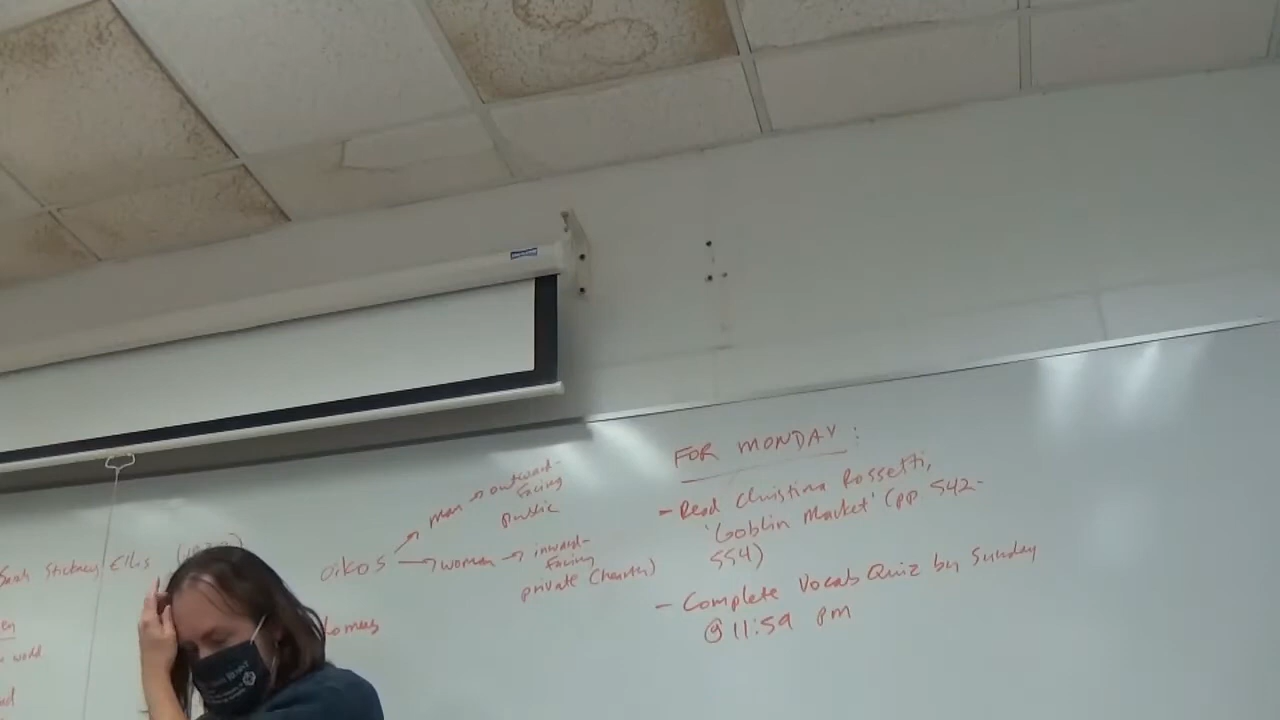 Sarah Stickney Ellis
world
oikos
man → outward-
facing
public
woman → inward-
facing
private (hearth)
FOR MONDAY:
- Read Christina Rossetti,
'Goblin Market' (pp. 542-
554)
- Complete Vocab Quiz by Sunday
@ 11:59 pm